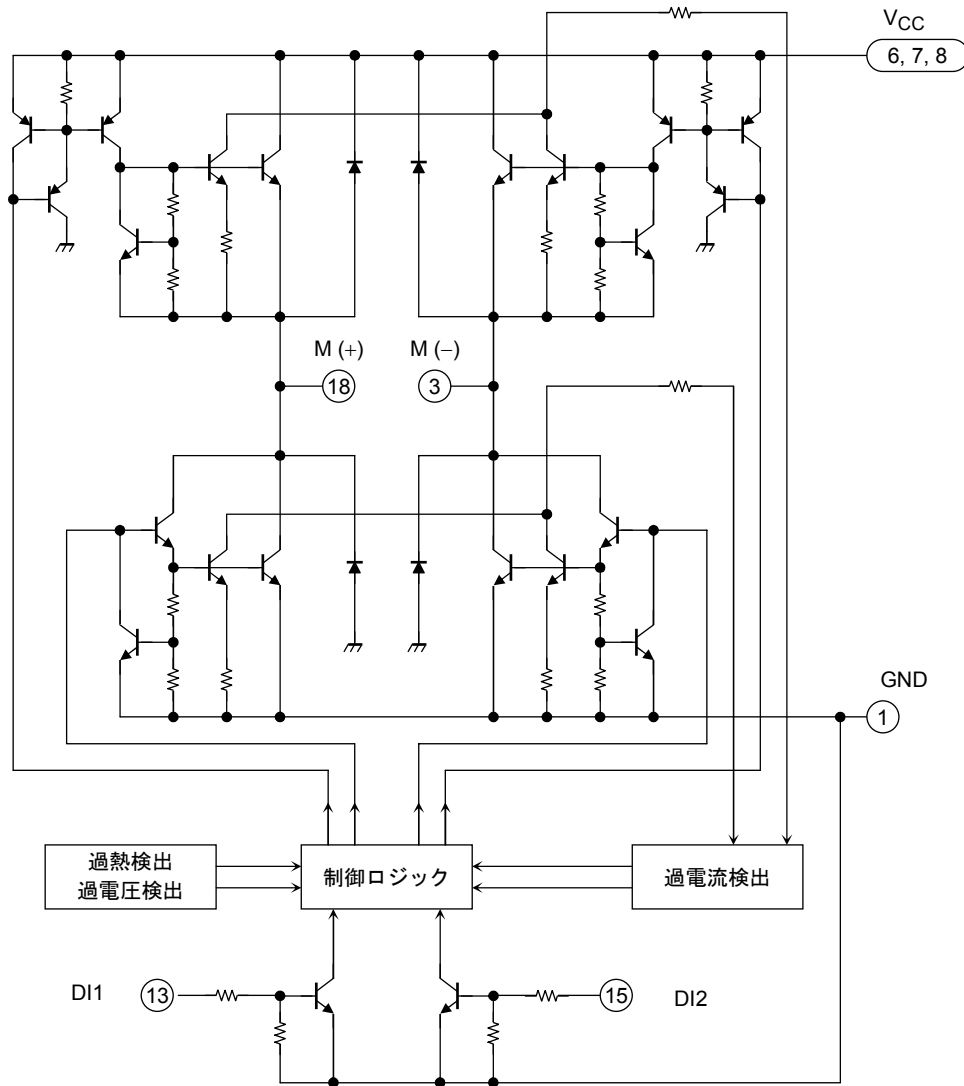 VCC
6, 7, 8
M (+)
M (−)
18
3
GND
1
過熱検出
過電圧検出
制御ロジック
過電流検出
DI1
13
15
DI2